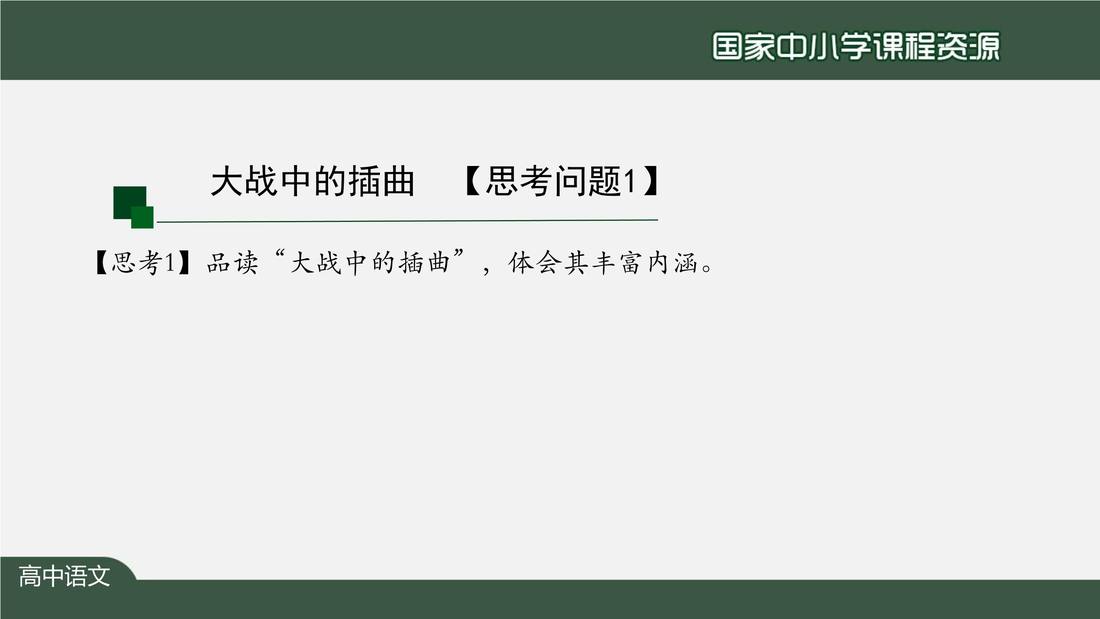 国家中小学课程资源
大战中的插曲 【思考问题1】
【思考1】品读“大战中的插曲”，体会其丰富内涵。
高中语文